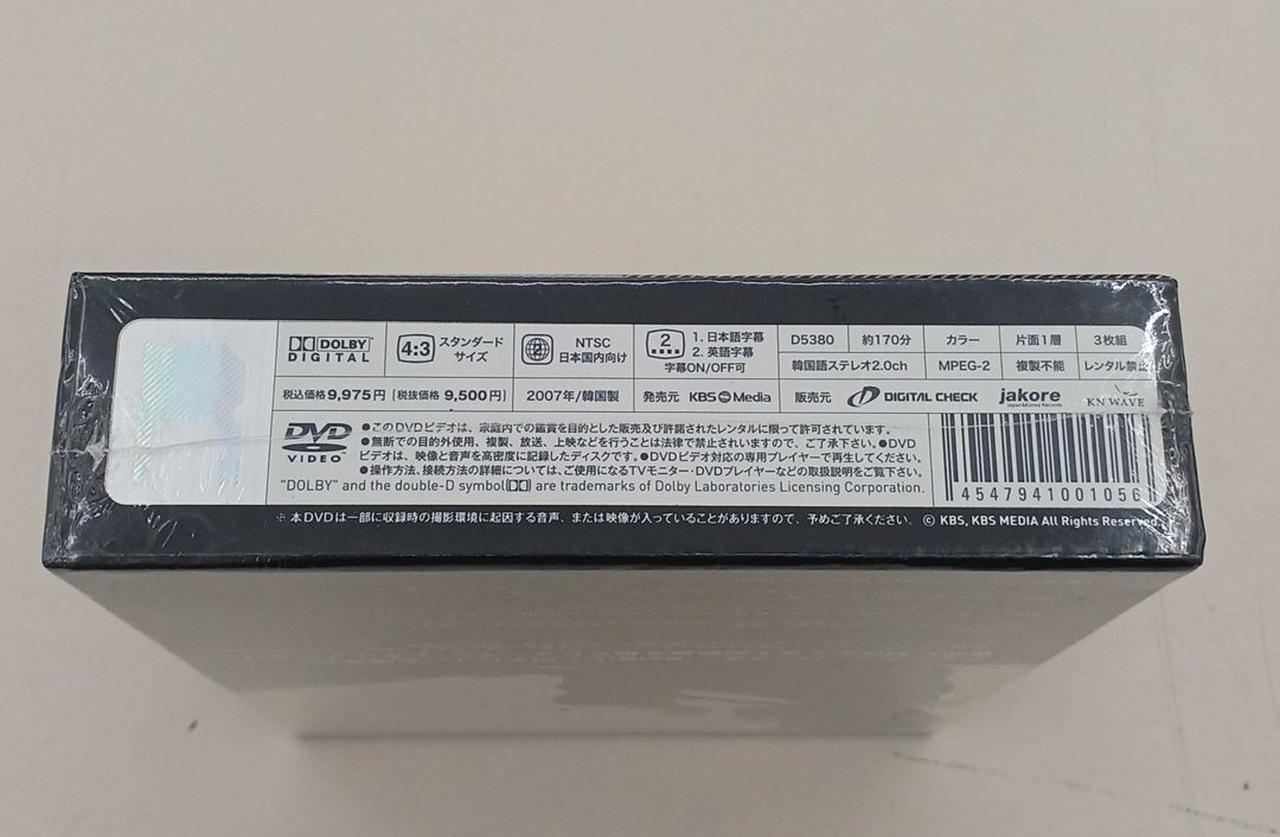 DOLBY DIGITAL
4:3 スタンダードサイズ
2 NTSC 日本国内向け
2 1. 日本語字幕 2. 英語字幕 字幕ON/OFF可
D5380 約170分 カラー 片面1層 3枚組
韓国語ステレオ2.0ch MPEG-2 複製不能 レンタル禁止
税込価格9,975円 [税抜価格9,500円] 2007年/韓国製 発売元 KBS Media 販売元 DIGITAL CHECK jakore Japan&Korea Records KN WAVE
DVD VIDEO
●このDVDビデオは、家庭内での鑑賞を目的とした販売及び許諾されたレンタルに限って許可されています。
●無断での目的外使用、複製、放送、上映などを行うことは法律で禁止されいますので、ご了承下さい。●DVD
ビデオは、映像と音声を高密度に記録したディスクです。●DVDビデオ対応の専用プレイヤーで再生してください。
●操作方法、接続方法の詳細については、ご使用になるTVモニター・DVDプレイヤーなどの取扱説明をご覧下さい。
"DOLBY" and the double-D symbol are trademarks of Dolby Laboratories Licensing Corporation.
4547941001056
※本DVDは一部に収録時の撮影環境に起因する音声、または映像が入っていることがありますので、予めご了承ください。 © KBS, KBS MEDIA All Rights Reserved.